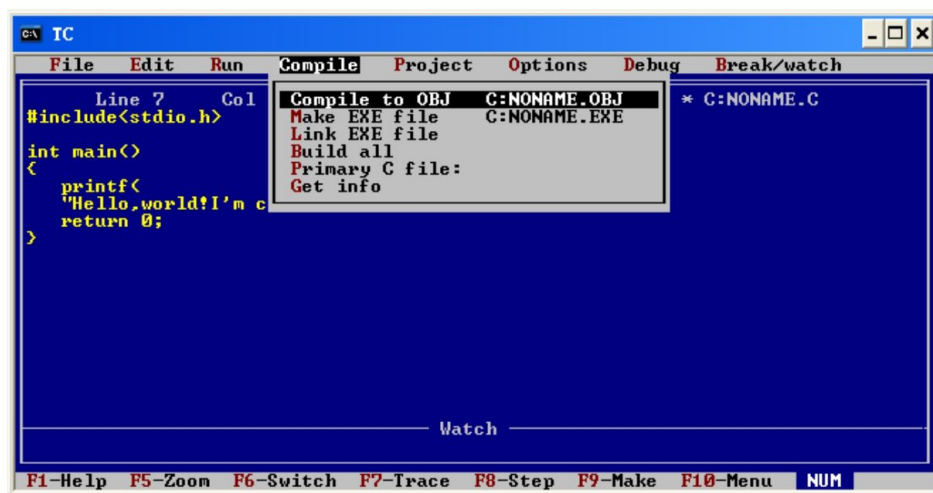 TC
File Edit Run Compile Project Options Debug Break/watch
Line 7 Col * C:NONAME.C
Compile to OBJ C:NONAME.OBJ
Make EXE file C:NONAME.EXE
Link EXE file
Build all
Primary C file:
Get info
#include<stdio.h>
int main()
{
printf(
"Hello,world!I'm c
return 0;
}
Watch
F1-Help F5-Zoom F6-Switch F7-Trace F8-Step F9-Make F10-Menu NUM